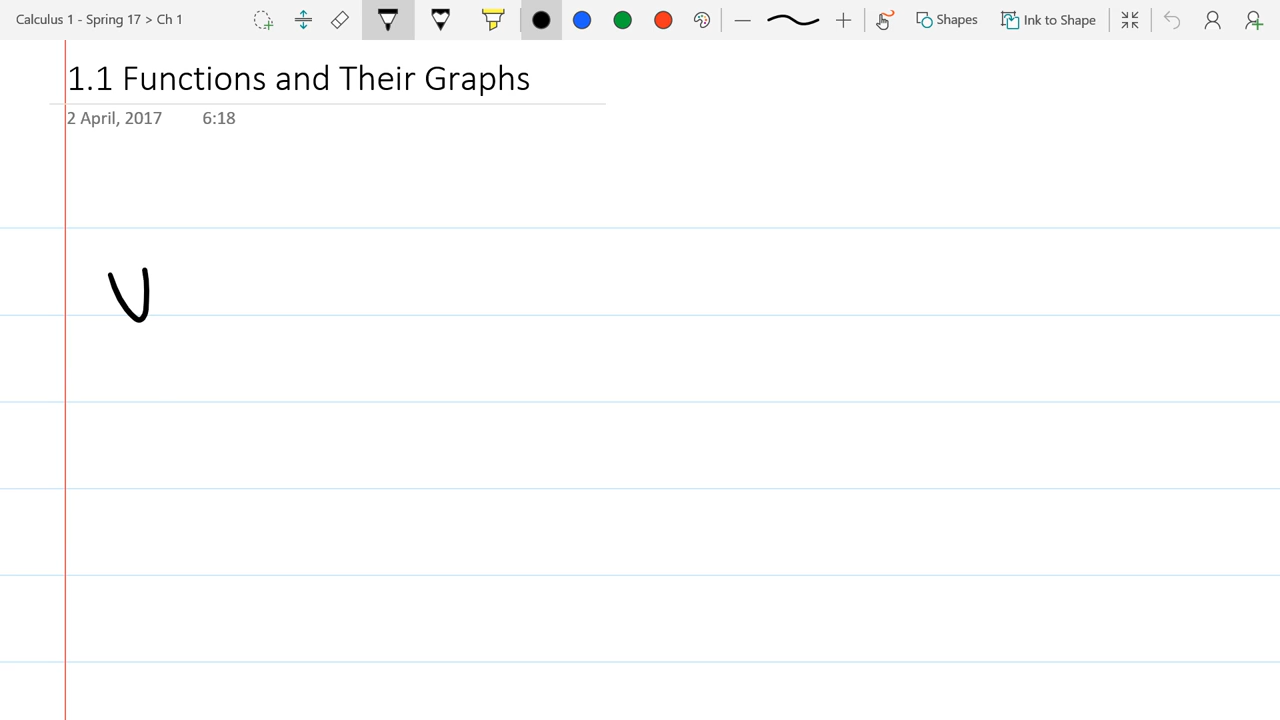 Calculus 1 - Spring 17 > Ch 1 Shapes Ink to Shape
1.1 Functions and Their Graphs
2 April, 2017 6:18